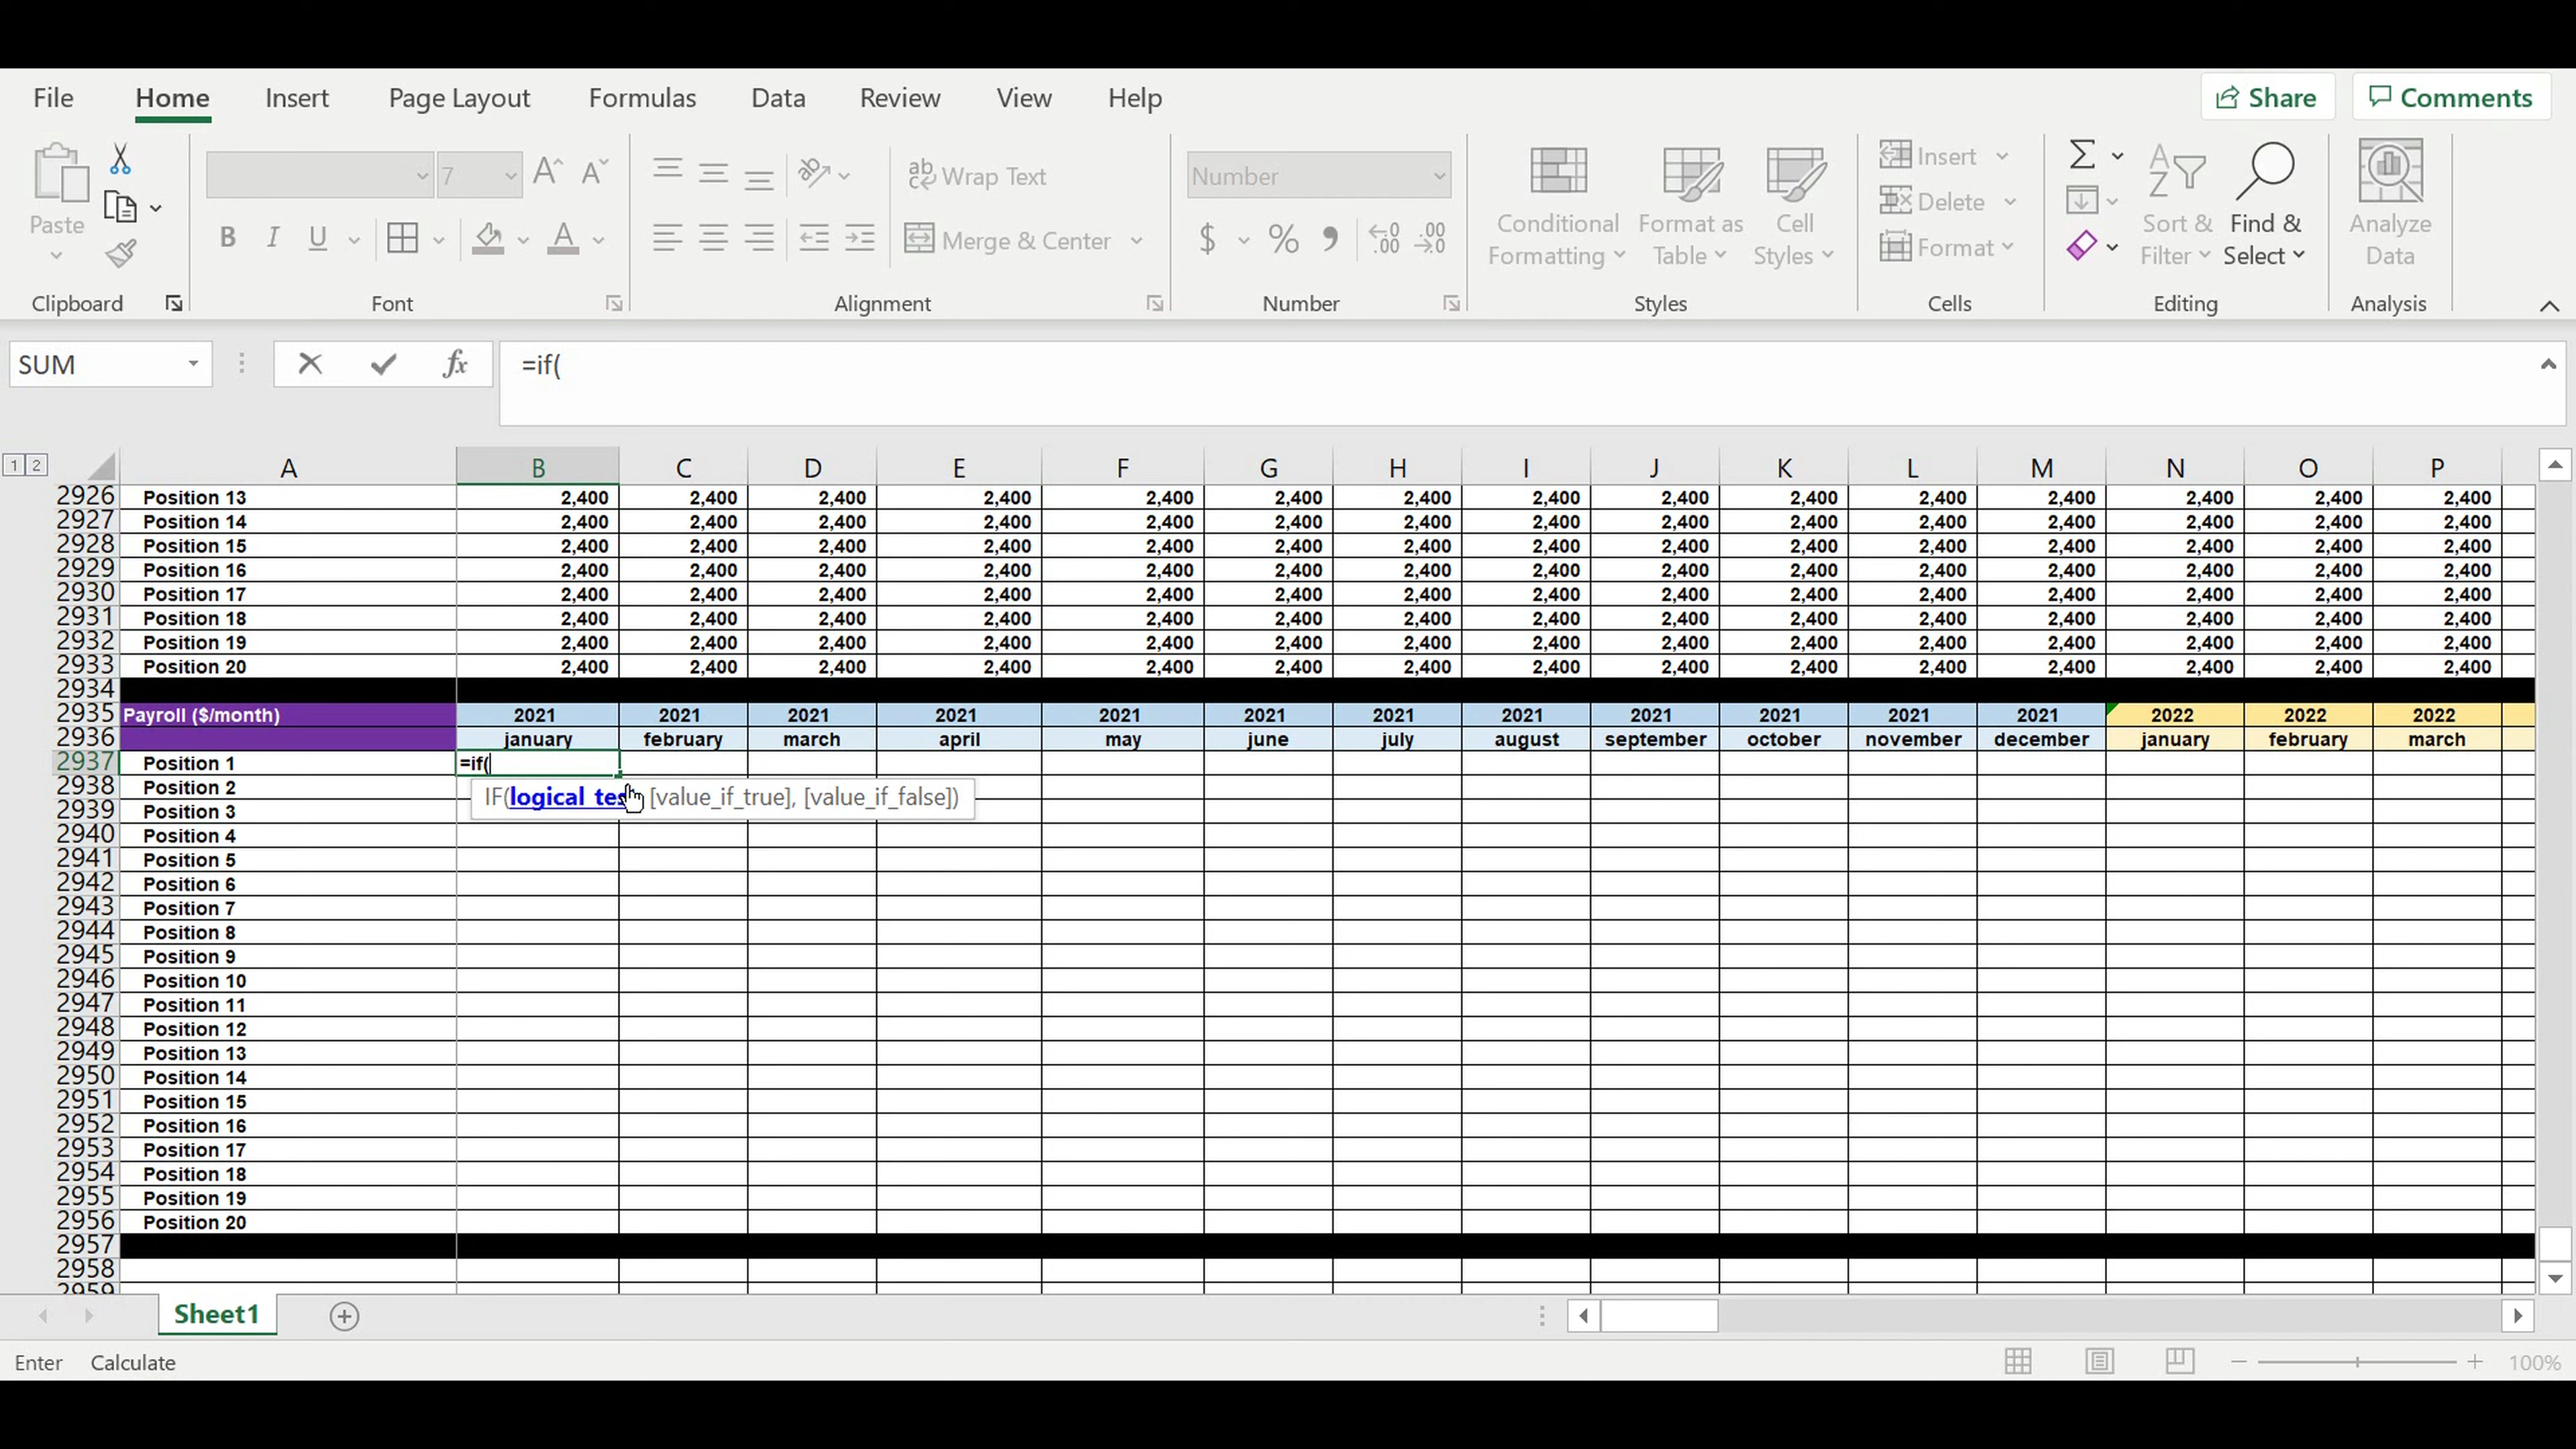 File Home Insert Page Layout Formulas Data Review View Help Share Comments
Paste 7 A A ab Wrap Text Number Insert
B I U A Merge & Center $ % Conditional Formatting Format as Table Cell Styles Delete Format Sort & Filter Find & Select Analyze Data
Clipboard Font Alignment Number Styles Cells Editing Analysis
SUM fx =if(
1 2 A B C D E F G H I J K L M N O P
2926 Position 13 2,400 2,400 2,400 2,400 2,400 2,400 2,400 2,400 2,400 2,400 2,400 2,400 2,400 2,400 2,400
2927 Position 14 2,400 2,400 2,400 2,400 2,400 2,400 2,400 2,400 2,400 2,400 2,400 2,400 2,400 2,400 2,400
2928 Position 15 2,400 2,400 2,400 2,400 2,400 2,400 2,400 2,400 2,400 2,400 2,400 2,400 2,400 2,400 2,400
2929 Position 16 2,400 2,400 2,400 2,400 2,400 2,400 2,400 2,400 2,400 2,400 2,400 2,400 2,400 2,400 2,400
2930 Position 17 2,400 2,400 2,400 2,400 2,400 2,400 2,400 2,400 2,400 2,400 2,400 2,400 2,400 2,400 2,400
2931 Position 18 2,400 2,400 2,400 2,400 2,400 2,400 2,400 2,400 2,400 2,400 2,400 2,400 2,400 2,400 2,400
2932 Position 19 2,400 2,400 2,400 2,400 2,400 2,400 2,400 2,400 2,400 2,400 2,400 2,400 2,400 2,400 2,400
2933 Position 20 2,400 2,400 2,400 2,400 2,400 2,400 2,400 2,400 2,400 2,400 2,400 2,400 2,400 2,400 2,400
2934
2935 Payroll ($/month) 2021 2021 2021 2021 2021 2021 2021 2021 2021 2021 2021 2021 2022 2022 2022
2936 january february march april may june july august september october november december january february march
2937 Position 1 =if(
2938 Position 2 IF(logical_test [value_if_true], [value_if_false])
2939 Position 3
2940 Position 4
2941 Position 5
2942 Position 6
2943 Position 7
2944 Position 8
2945 Position 9
2946 Position 10
2947 Position 11
2948 Position 12
2949 Position 13
2950 Position 14
2951 Position 15
2952 Position 16
2953 Position 17
2954 Position 18
2955 Position 19
2956 Position 20
2957
2958
2959
Sheet1
Enter Calculate 100%